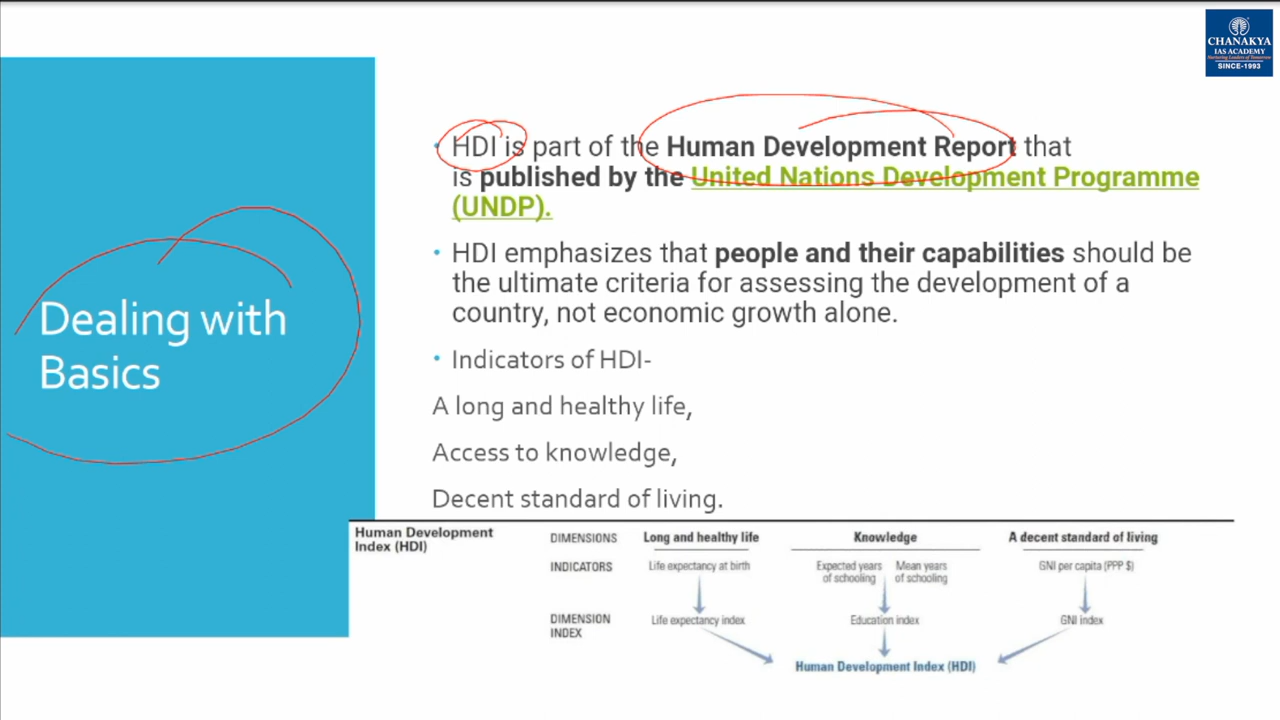 CHANAKYA
IAS ACADEMY
Nurturing Leaders of Tomorrow
SINCE-1993
Dealing with
Basics
• HDI is part of the Human Development Report that
is published by the United Nations Development Programme
(UNDP).
• HDI emphasizes that people and their capabilities should be
the ultimate criteria for assessing the development of a
country, not economic growth alone.
• Indicators of HDI-
A long and healthy life,
Access to knowledge,
Decent standard of living.
Human Development
Index (HDI)
DIMENSIONS Long and healthy life Knowledge A decent standard of living
INDICATORS Life expectancy at birth Expected years of schooling Mean years of schooling GNI per capita (PPP $)
DIMENSION
INDEX
Life expectancy index Education index GNI index
Human Development Index (HDI)